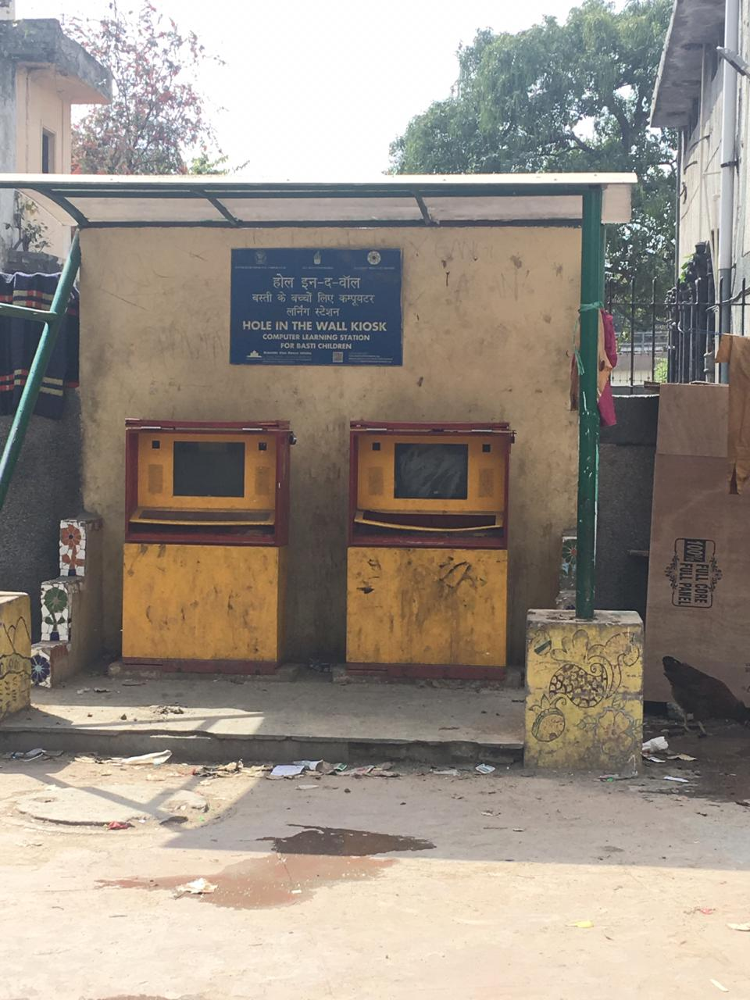 होल इन-द-वॉल
बस्ती के बच्चों लिए कम्पूयटर
लर्निंग स्टेशन
HOLE IN THE WALL KIOSK
COMPUTER LEARNING STATION
FOR BASTI CHILDREN
100%
FULL CORE
FULL PANEL